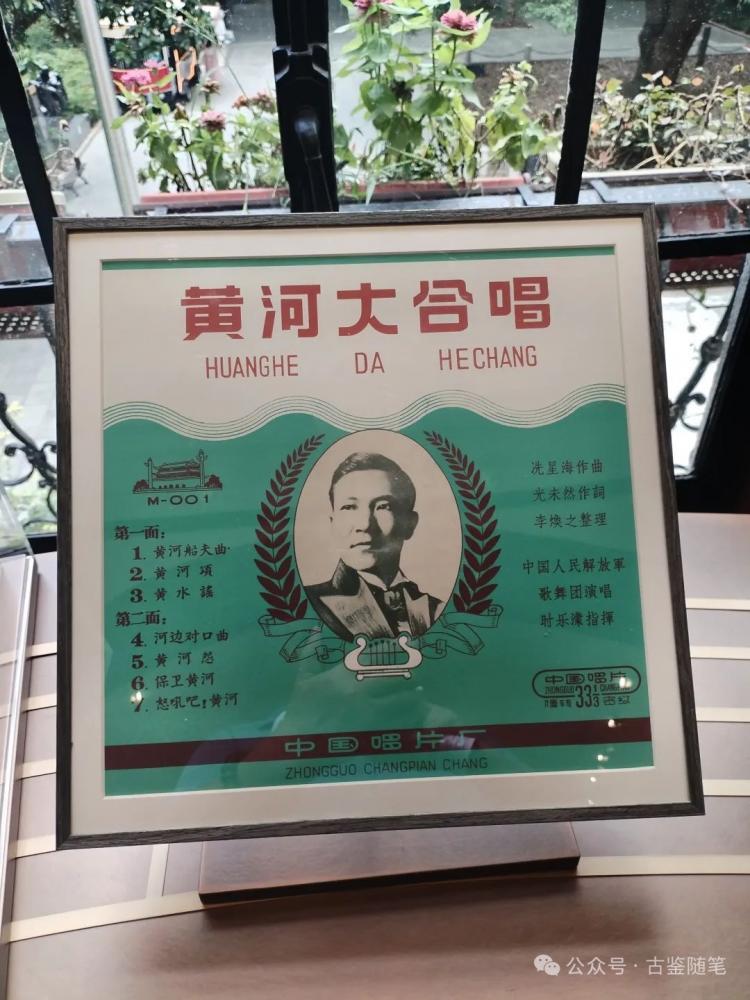 黄河大合唱
HUANGHE DA HECHANG
M-001
第一面:
1. 黄河船夫曲
2. 黄河頌
3. 黄水謠
第二面:
4. 河边对口曲
5. 黄河怨
6. 保卫黄河
7. 怒吼吧!黄河
冼星海作曲
光未然作詞
李煥之整理
中国人民解放軍
歌舞团演唱
时乐濛指揮
中国唱片
ZHONGGUO CHANGPIAN
33 1/3
中国唱片厂
ZHONGGUO CHANGPIAN CHANG
公众号·古鉴随笔